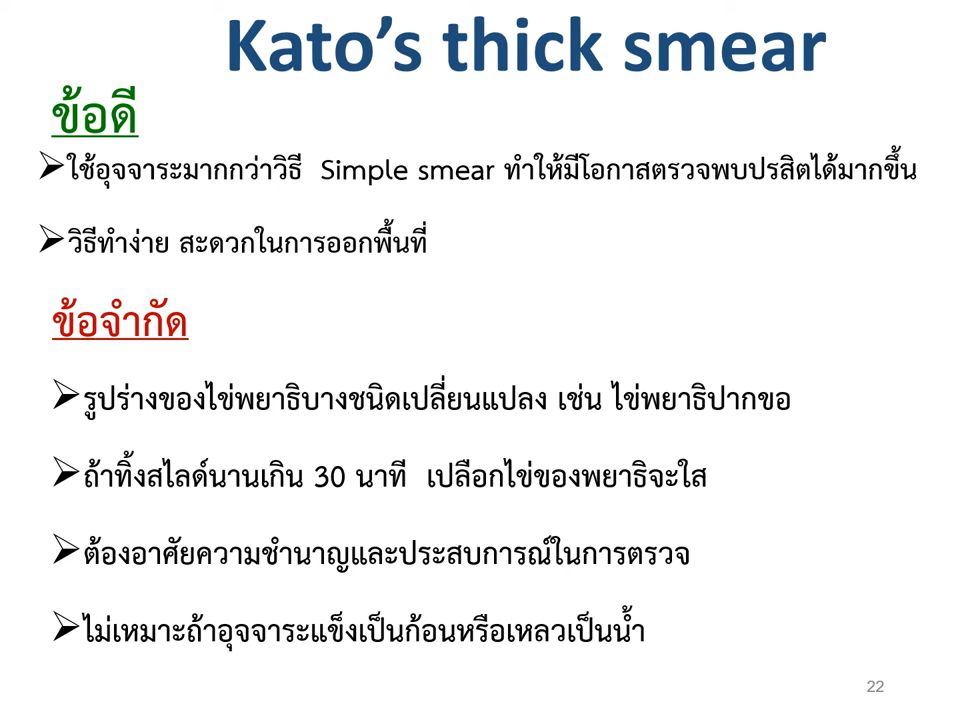 Kato’s thick smear
ข้อดี
➢ใช้อุจจาระมากกว่าวิธี Simple smear ทำให้มีโอกาสตรวจพบปรสิตได้มากขึ้น
➢วิธีทำง่าย สะดวกในการออกพื้นที่
ข้อจำกัด
➢รูปร่างของไข่พยาธิบางชนิดเปลี่ยนแปลง เช่น ไข่พยาธิปากขอ
➢ถ้าทิ้งสไลด์นานเกิน 30 นาที เปลือกไข่ของพยาธิจะใส
➢ต้องอาศัยความชำนาญและประสบการณ์ในการตรวจ
➢ไม่เหมาะถ้าอุจจาระแข็งเป็นก้อนหรือเหลวเป็นน้ำ
22